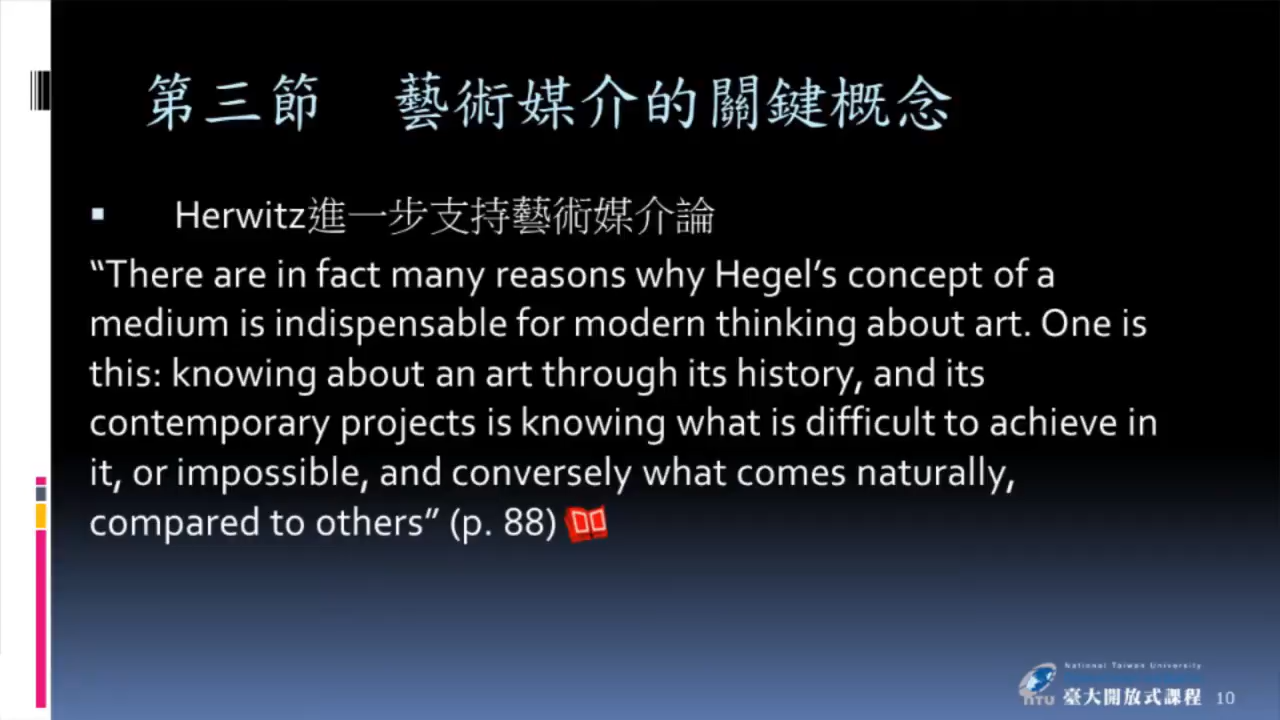 第三節　藝術媒介的關鍵概念
Herwitz進一步支持藝術媒介論
“There are in fact many reasons why Hegel’s concept of a
medium is indispensable for modern thinking about art. One is
this: knowing about an art through its history, and its
contemporary projects is knowing what is difficult to achieve in
it, or impossible, and conversely what comes naturally,
compared to others” (p. 88)
National Taiwan University
NTU 臺大開放式課程 10